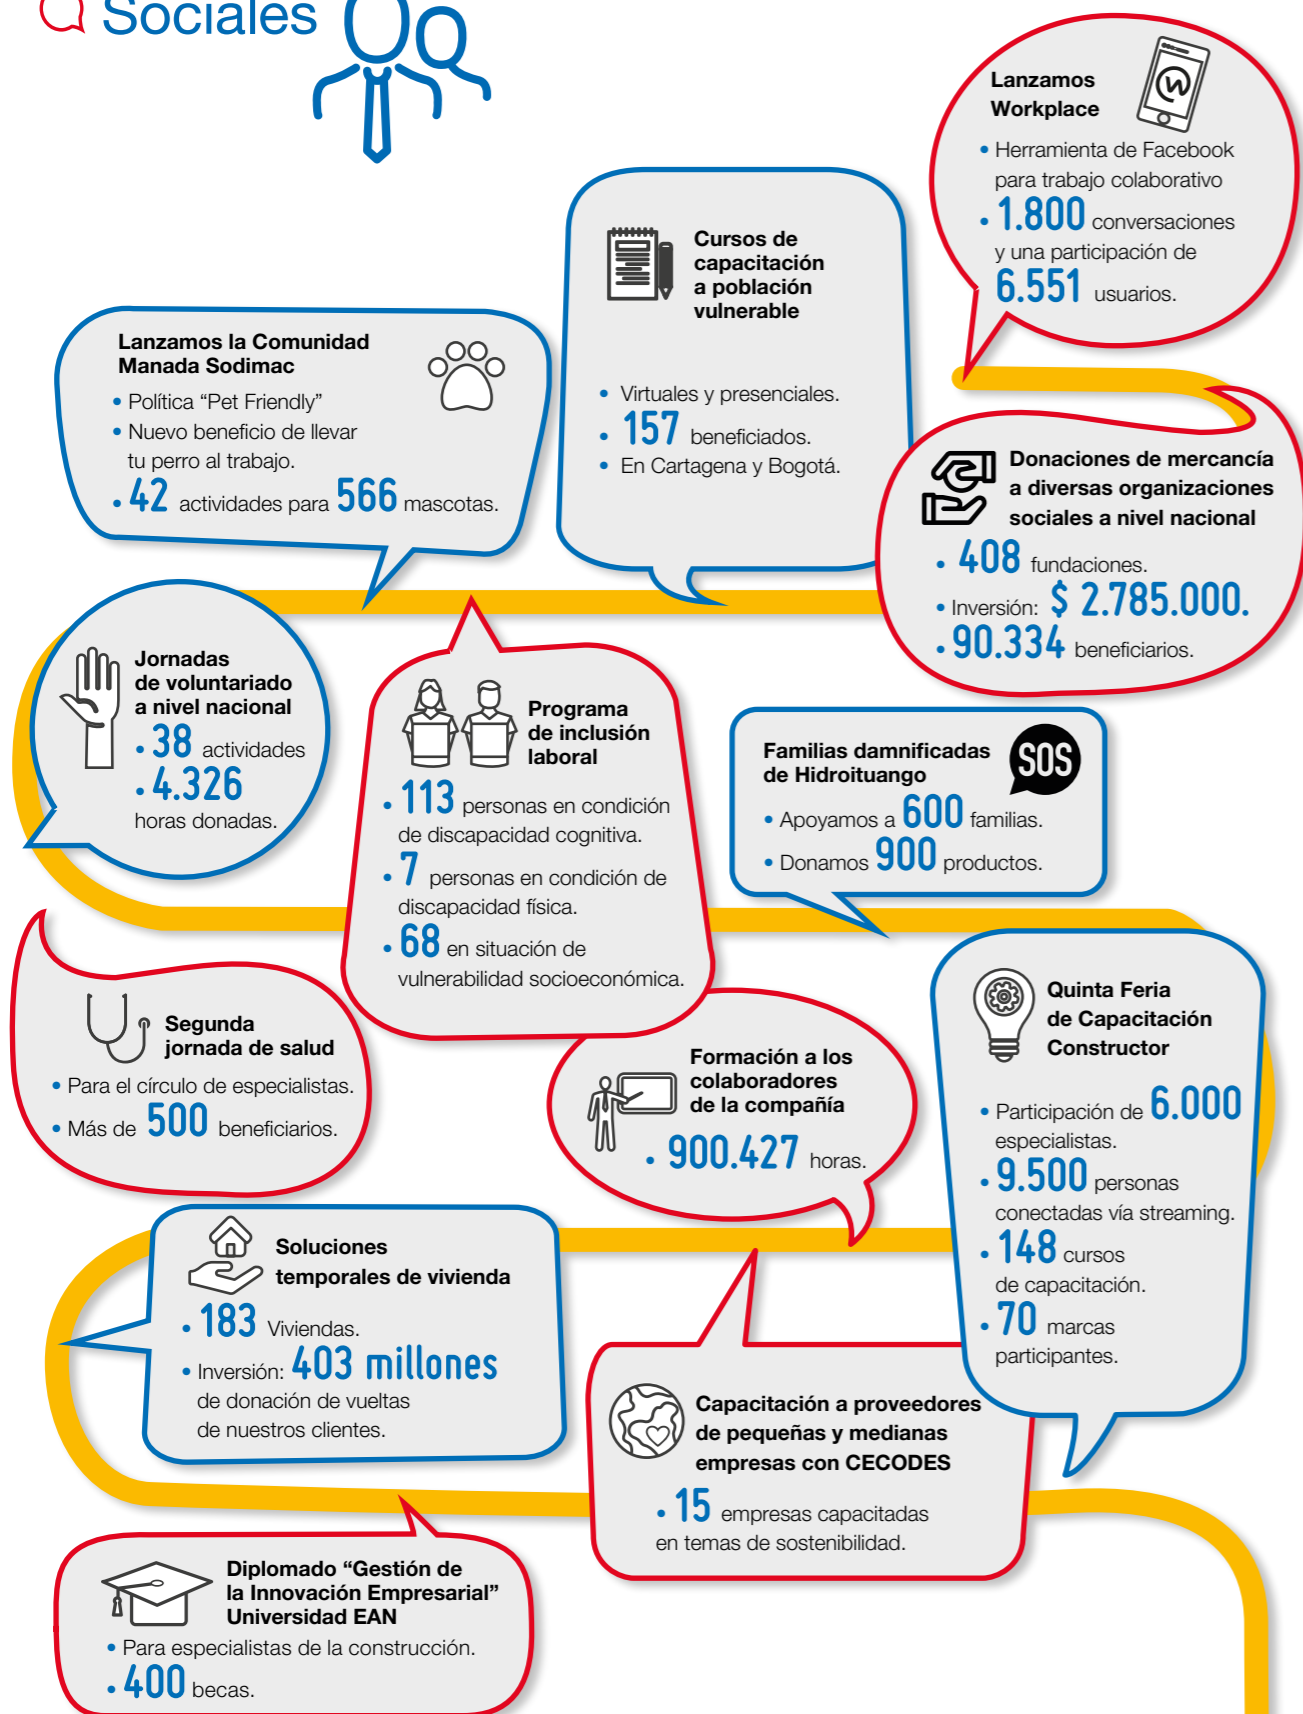 Sociales
Lanzamos
Workplace
• Herramienta de Facebook
para trabajo colaborativo
• 1.800 conversaciones
y una participación de
6.551 usuarios.
Cursos de
capacitación
a población
vulnerable
• Virtuales y presenciales.
• 157 beneficiados.
• En Cartagena y Bogotá.
Lanzamos la Comunidad
Manada Sodimac
• Política “Pet Friendly”
• Nuevo beneficio de llevar
tu perro al trabajo.
• 42 actividades para 566 mascotas.
Donaciones de mercancía
a diversas organizaciones
sociales a nivel nacional
• 408 fundaciones.
• Inversión: $ 2.785.000.
• 90.334 beneficiarios.
Jornadas
de voluntariado
a nivel nacional
• 38 actividades
• 4.326
horas donadas.
Programa
de inclusión
laboral
• 113 personas en condición
de discapacidad cognitiva.
• 7 personas en condición de
discapacidad física.
• 68 en situación de
vulnerabilidad socioeconómica.
Familias damnificadas
de Hidroituango
SOS
• Apoyamos a 600 familias.
• Donamos 900 productos.
Segunda
jornada de salud
• Para el círculo de especialistas.
• Más de 500 beneficiarios.
Formación a los
colaboradores
de la compañía
• 900.427 horas.
Quinta Feria
de Capacitación
Constructor
• Participación de 6.000
especialistas.
• 9.500 personas
conectadas vía streaming.
• 148 cursos
de capacitación.
• 70 marcas
participantes.
Soluciones
temporales de vivienda
• 183 Viviendas.
• Inversión: 403 millones
de donación de vueltas
de nuestros clientes.
Capacitación a proveedores
de pequeñas y medianas
empresas con CECODES
• 15 empresas capacitadas
en temas de sostenibilidad.
Diplomado “Gestión de
la Innovación Empresarial”
Universidad EAN
• Para especialistas de la construcción.
• 400 becas.